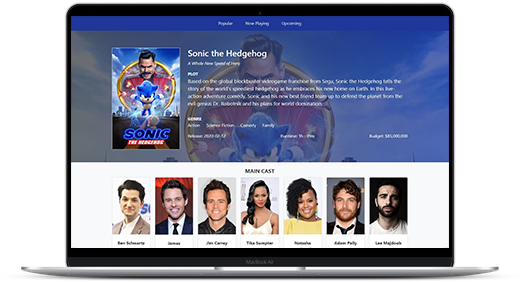 Popular Now Playing Upcoming
Sonic the Hedgehog
A Whole New Speed of Hero
PLOT
Based on the global blockbuster videogame franchise from Sega, Sonic the Hedgehog tells the
story of the world's speediest hedgehog as he embraces his new home on Earth. In this live-
action adventure comedy, Sonic and his new best friend team up to defend the planet from the
evil genius Dr. Robotnik and his plans for world domination.
GENRE
Action Science Fiction Comedy Family
Release: 2020-02-12 Runtime: 1h : 39m Budget: $85,000,000
SONIC
THE HEDGEHOG
MAIN CAST
Ben Schwartz James Jim Carrey Tika Sumpter Natasha Adam Pally Lee Majdoub
MacBook Air